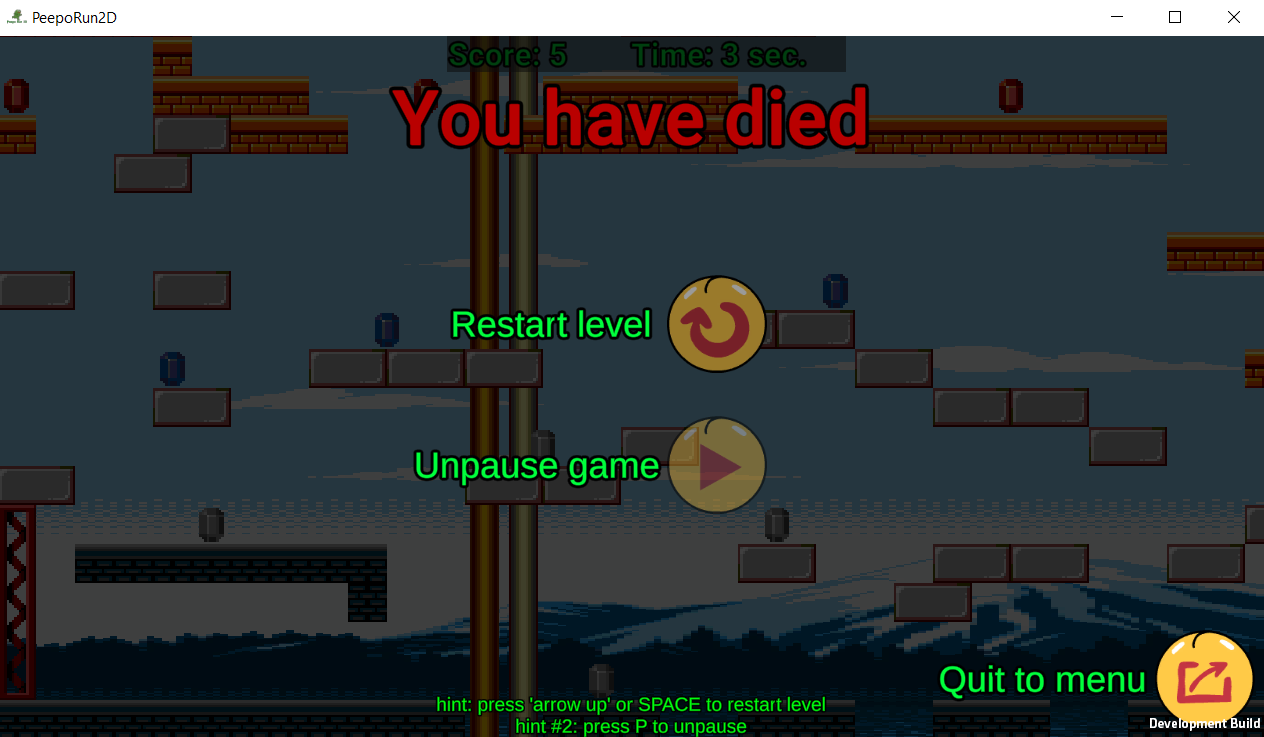 PeepoRun2D
Score: 5 Time: 3 sec.
You have died
Restart level
Unpause game
Quit to menu
hint: press 'arrow up' or SPACE to restart level
hint #2: press P to unpause
Development Build